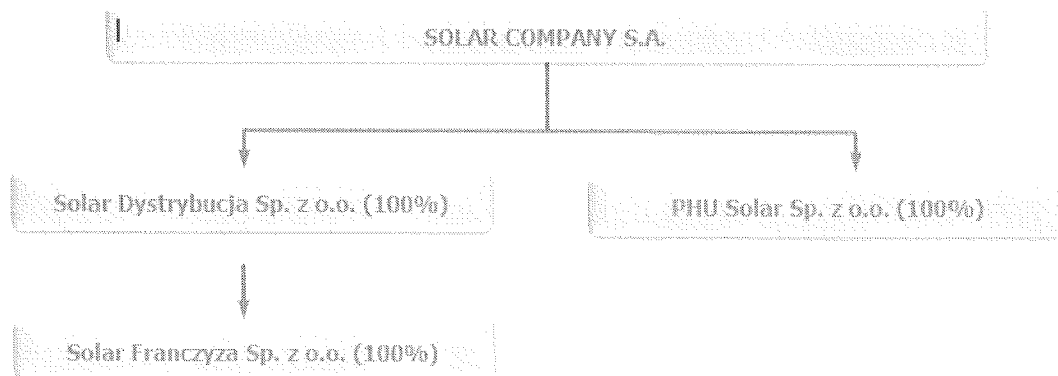 SOLAR COMPANY S.A.
Solar Dystrybucja Sp. z o.o. (100%)
PHU Solar Sp. z o.o. (100%)
Solar Franczyza Sp. z o.o. (100%)